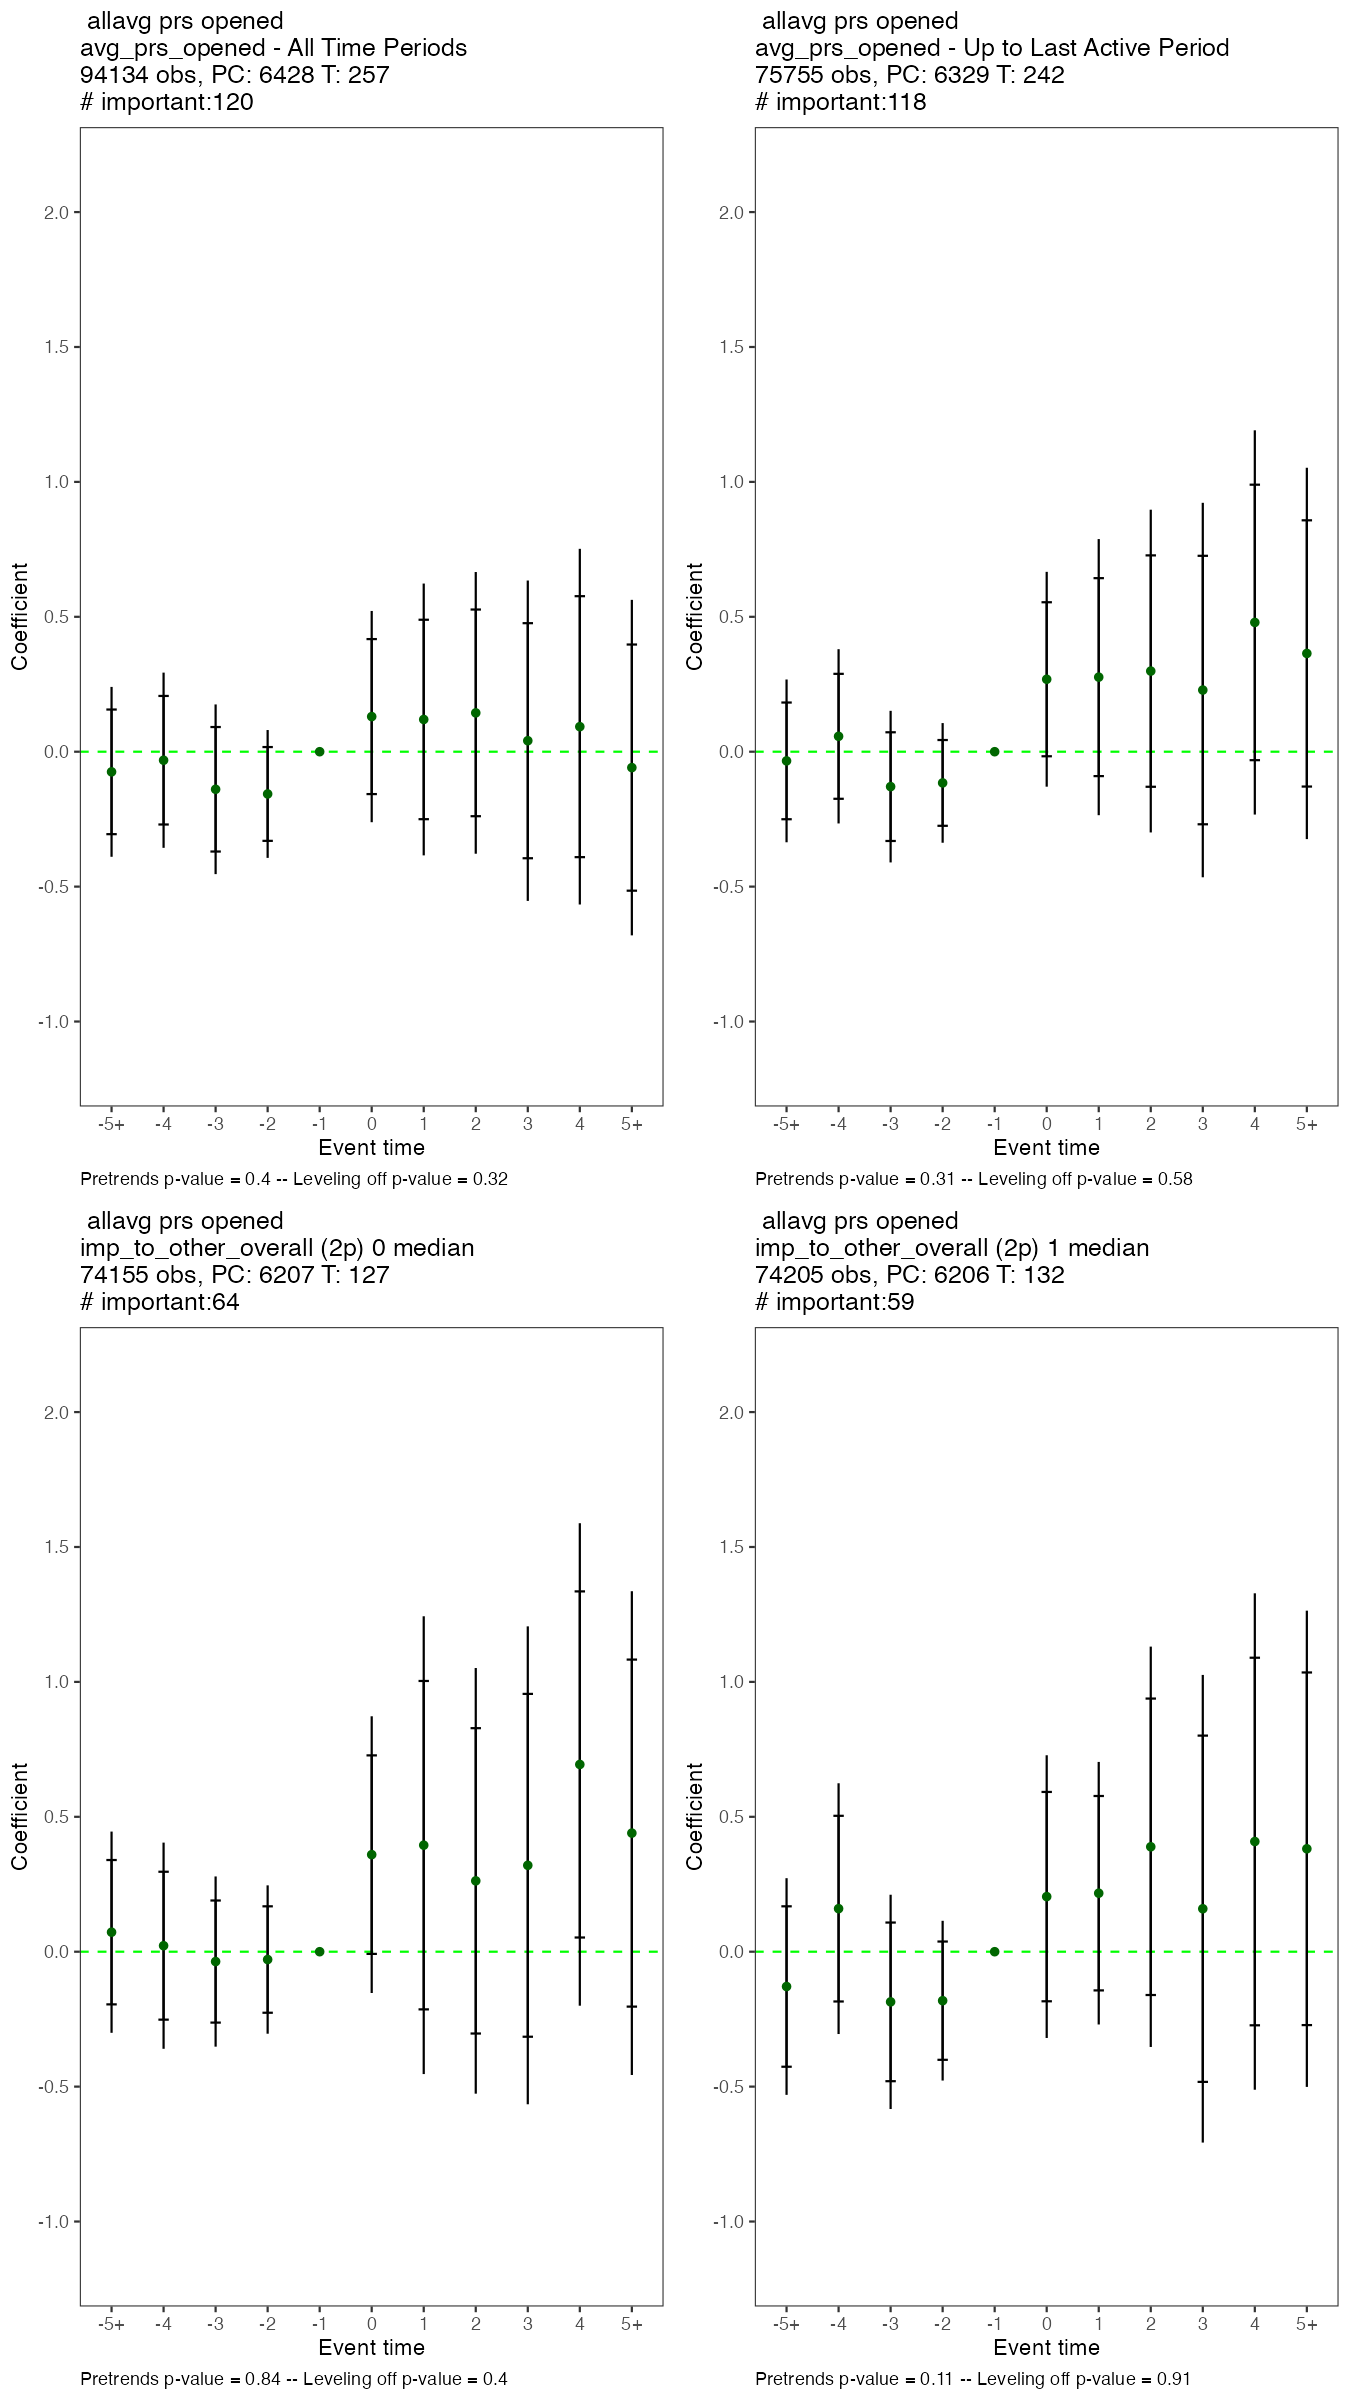 allavg prs opened
avg_prs_opened - All Time Periods
94134 obs, PC: 6428 T: 257
# important:120
2.0
1.5
1.0
0.5
0.0
-0.5
-1.0
Coefficient
-5+ -4 -3 -2 -1 0 1 2 3 4 5+
Event time
Pretrends p-value = 0.4 -- Leveling off p-value = 0.32
allavg prs opened
avg_prs_opened - Up to Last Active Period
75755 obs, PC: 6329 T: 242
# important:118
2.0
1.5
1.0
0.5
0.0
-0.5
-1.0
Coefficient
-5+ -4 -3 -2 -1 0 1 2 3 4 5+
Event time
Pretrends p-value = 0.31 -- Leveling off p-value = 0.58
allavg prs opened
imp_to_other_overall (2p) 0 median
74155 obs, PC: 6207 T: 127
# important:64
2.0
1.5
1.0
0.5
0.0
-0.5
-1.0
Coefficient
-5+ -4 -3 -2 -1 0 1 2 3 4 5+
Event time
Pretrends p-value = 0.84 -- Leveling off p-value = 0.4
allavg prs opened
imp_to_other_overall (2p) 1 median
74205 obs, PC: 6206 T: 132
# important:59
2.0
1.5
1.0
0.5
0.0
-0.5
-1.0
Coefficient
-5+ -4 -3 -2 -1 0 1 2 3 4 5+
Event time
Pretrends p-value = 0.11 -- Leveling off p-value = 0.91